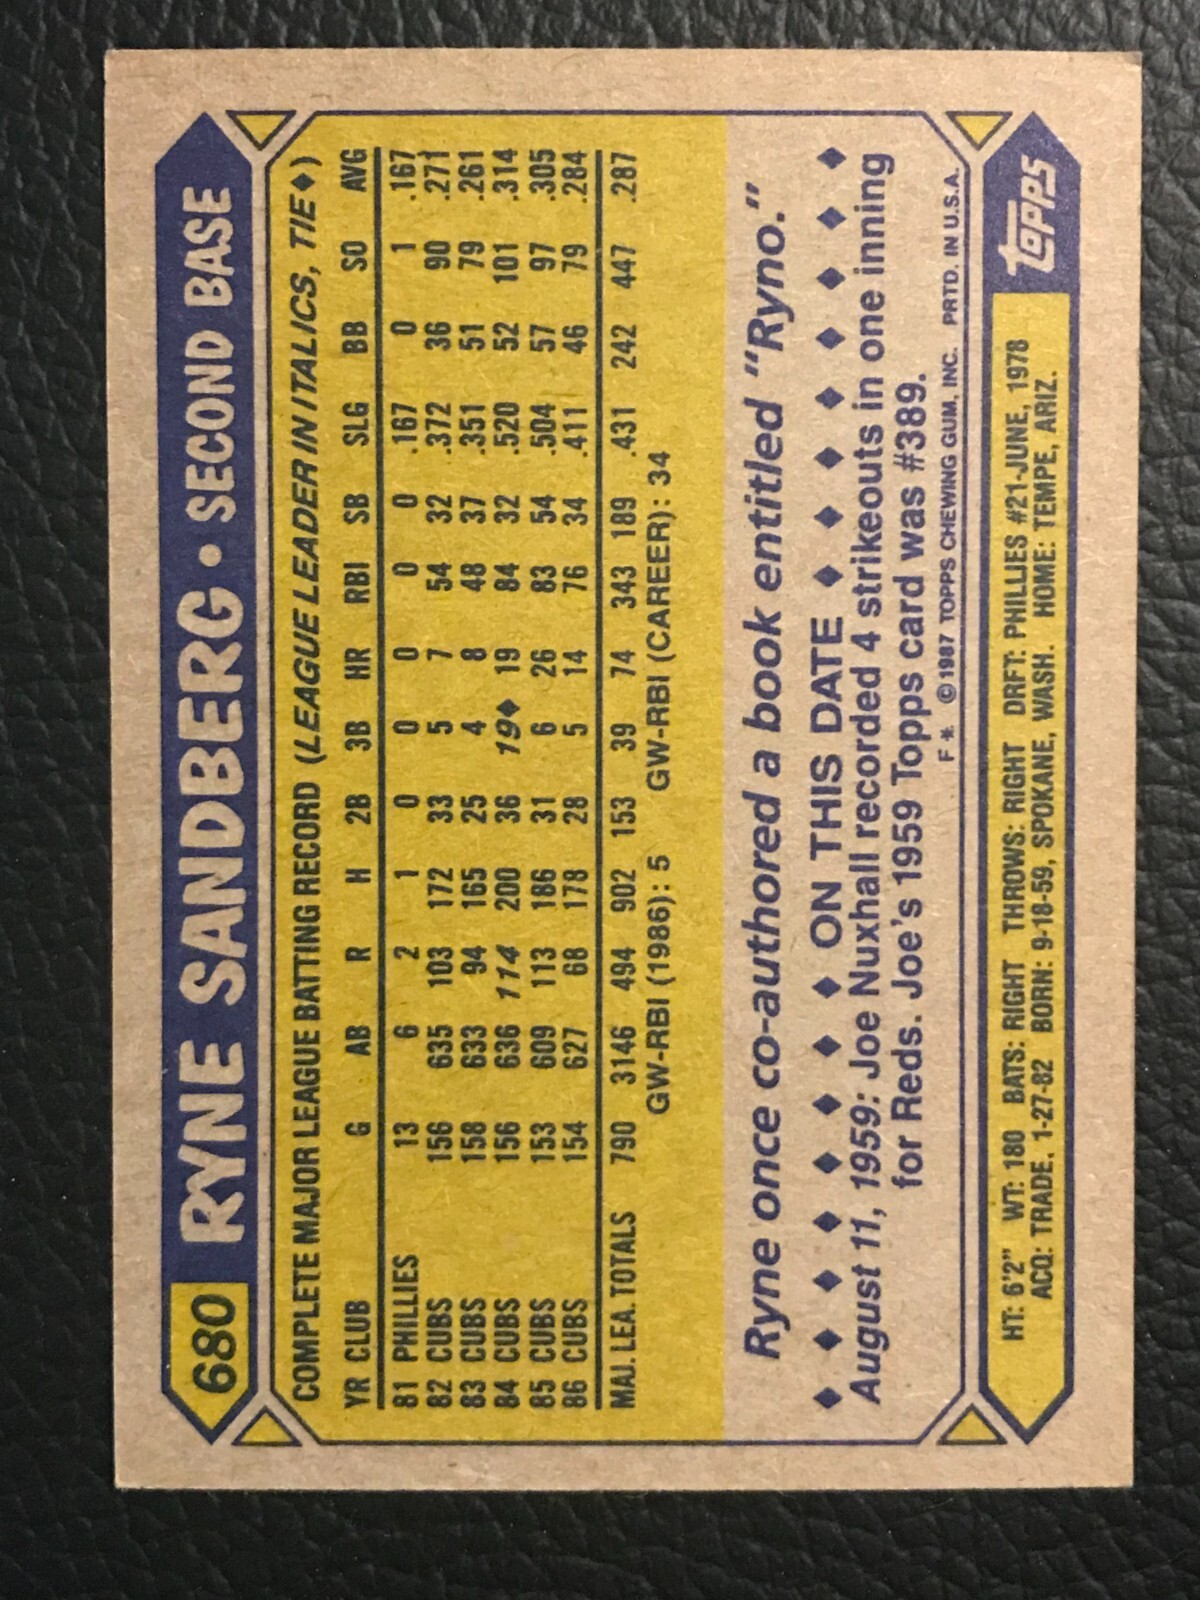 680 RYNE SANDBERG • SECOND BASE
COMPLETE MAJOR LEAGUE BATTING RECORD (LEAGUE LEADER IN ITALICS, TIE♦)
YR CLUB G AB R H 2B 3B HR RBI SB SLG BB SO AVG
81 PHILLIES 13 6 2 1 0 0 0 0 0 .167 0 1 .167
82 CUBS 156 635 103 172 33 5 7 54 32 .372 36 90 .271
83 CUBS 158 633 94 165 25 4 8 48 37 .351 51 79 .261
84 CUBS 156 636 114 200 36 19♦ 19 84 32 .520 52 101 .314
85 CUBS 153 609 113 186 31 6 26 83 54 .504 57 97 .305
86 CUBS 154 627 68 178 28 5 14 76 34 .411 46 79 .284
MAJ. LEA. TOTALS 790 3146 494 902 153 39 74 343 189 .431 242 447 .287
GW-RBI (1986): 5 GW-RBI (CAREER): 34
Ryne once co-authored a book entitled "Ryno."
♦ ♦ ♦ ♦ ♦ ♦ ♦ ♦ ON THIS DATE ♦ ♦ ♦ ♦ ♦ ♦ ♦ ♦
August 11, 1959: Joe Nuxhall recorded 4 strikeouts in one inning
for Reds. Joe's 1959 Topps card was #389.
F* © 1987 TOPPS CHEWING GUM, INC. PRTD. IN U.S.A.
HT: 6'2" WT: 180 BATS: RIGHT THROWS: RIGHT DRFT: PHILLIES #21-JUNE, 1978
ACQ: TRADE, 1-27-82 BORN: 9-18-59, SPOKANE, WASH. HOME: TEMPE, ARIZ.
TOPPS